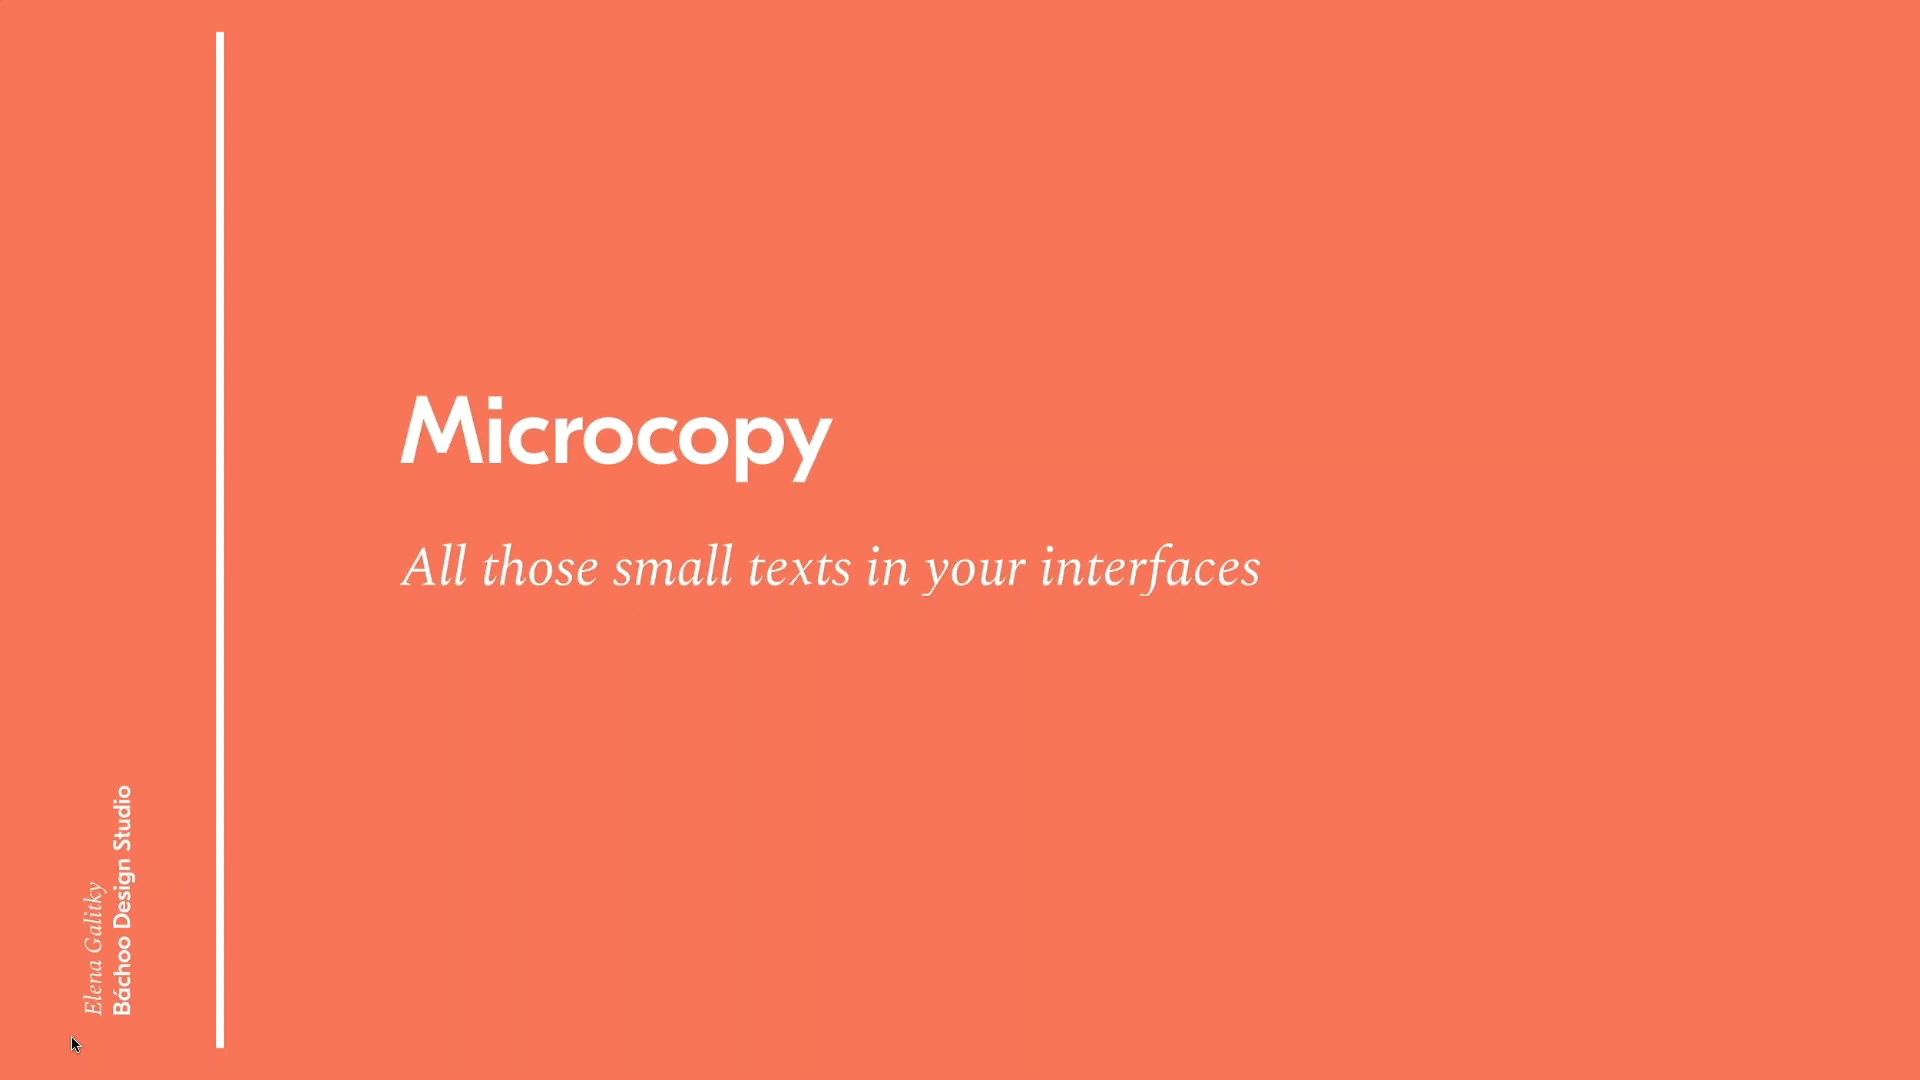 Microcopy
All those small texts in your interfaces
Elena Galitky
Báchoo Design Studio